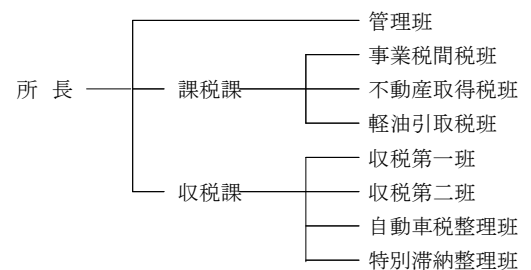 管理班
事業税間税班
所 長 課税課 不動産取得税班
軽油引取税班
収税第一班
収税課 収税第二班
自動車税整理班
特別滞納整理班